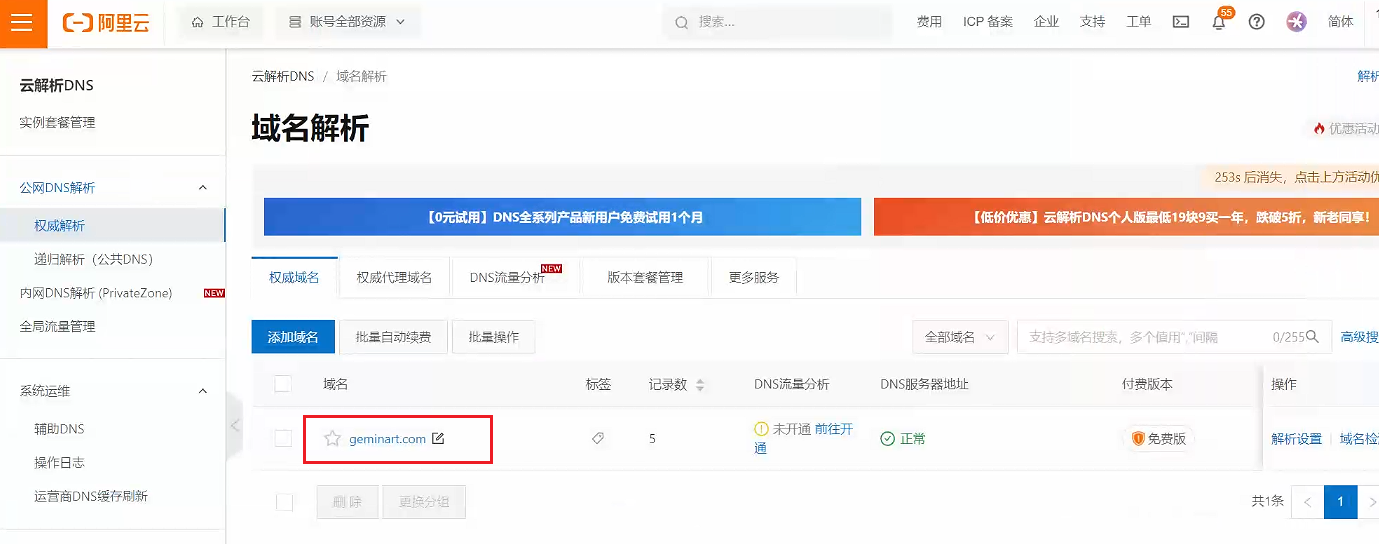 阿里云 工作台 账号全部资源 搜索... 费用 ICP 备案 企业 支持 工单 55 简体
云解析DNS
实例套餐管理
公网DNS解析
权威解析
递归解析（公共DNS）
内网DNS解析 (PrivateZone) NEW
全局流量管理
系统运维
辅助DNS
操作日志
运营商DNS缓存刷新
云解析DNS / 域名解析 解析
域名解析
优惠活动
253s 后消失，点击上方活动优
【0元试用】DNS全系列产品新用户免费试用1个月 【低价优惠】云解析DNS个人版最低19块9买一年，跌破5折，新老同享！
权威域名 权威代理域名 DNS流量分析 NEW 版本套餐管理 更多服务
添加域名 批量自动续费 批量操作 全部域名 支持多域名搜索，多个值用","间隔 0/255 高级搜
域名 标签 记录数 DNS流量分析 DNS服务器地址 付费版本 操作
geminart.com 5 未开通 前往开 正常 免费版 解析设置 域名检
通
删除 更换分组 共1条 < 1 >